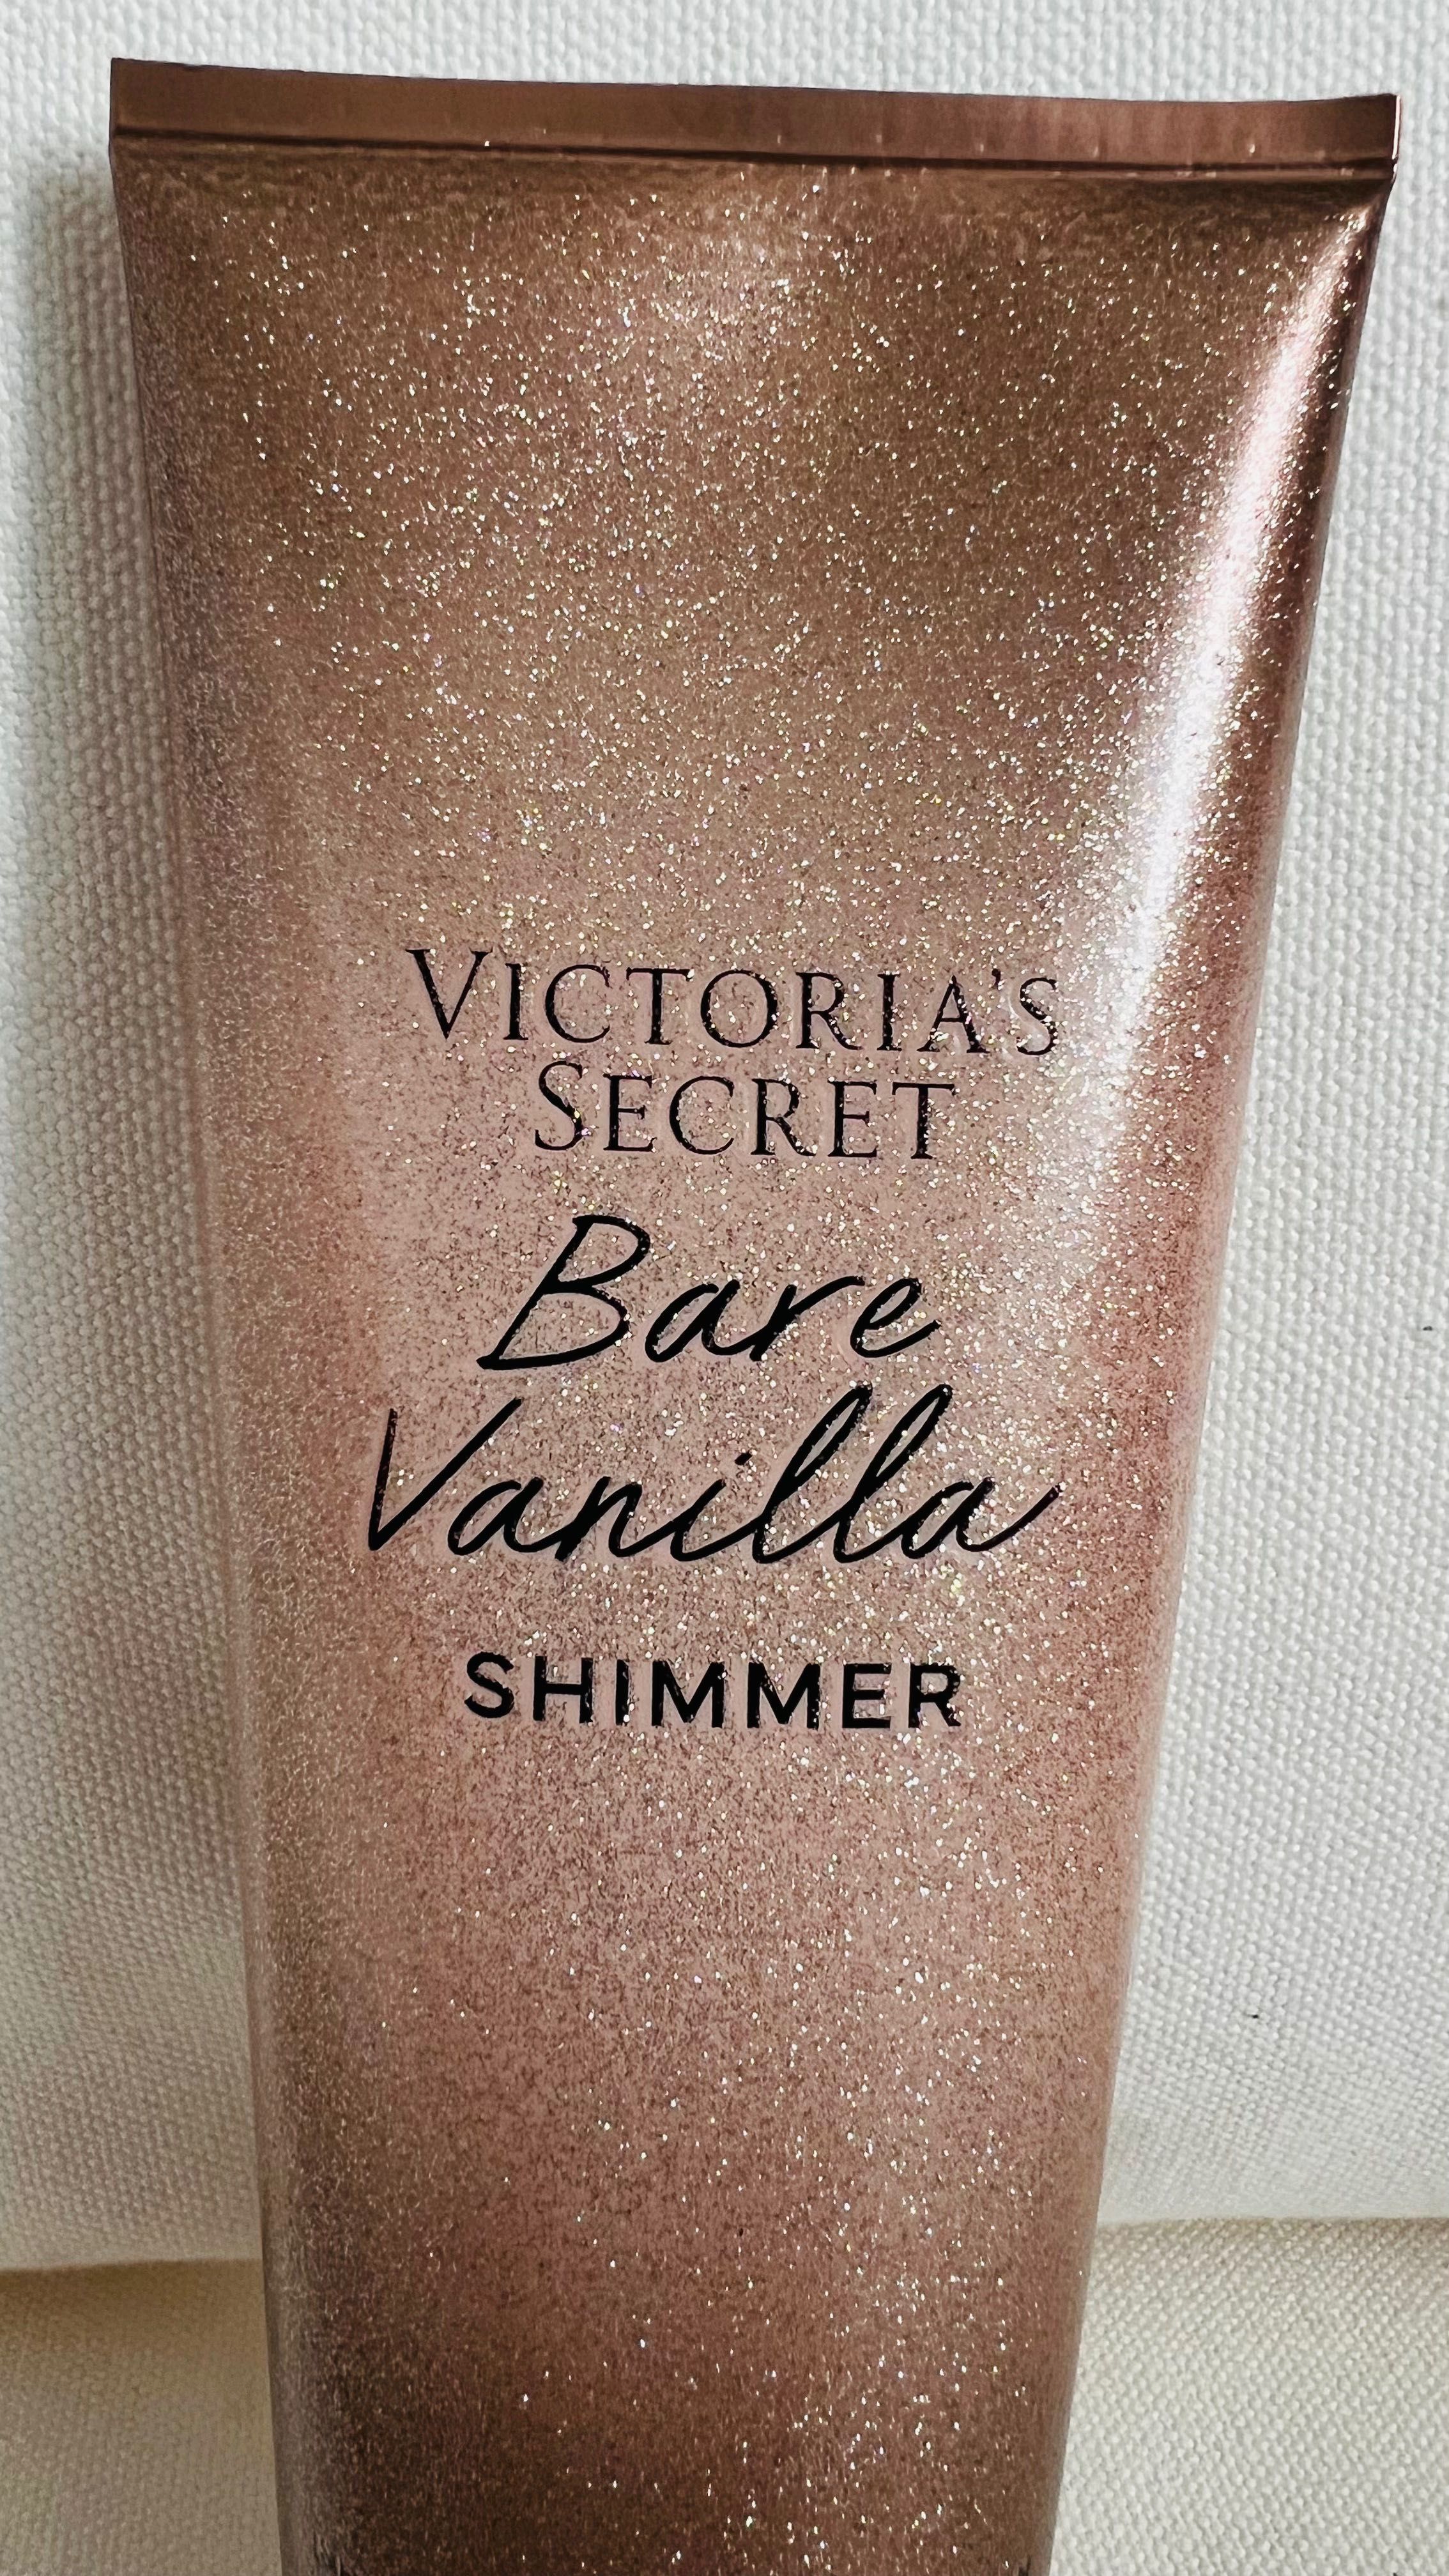 VICTORIA'S
SECRET
Bare
Vanilla
SHIMMER